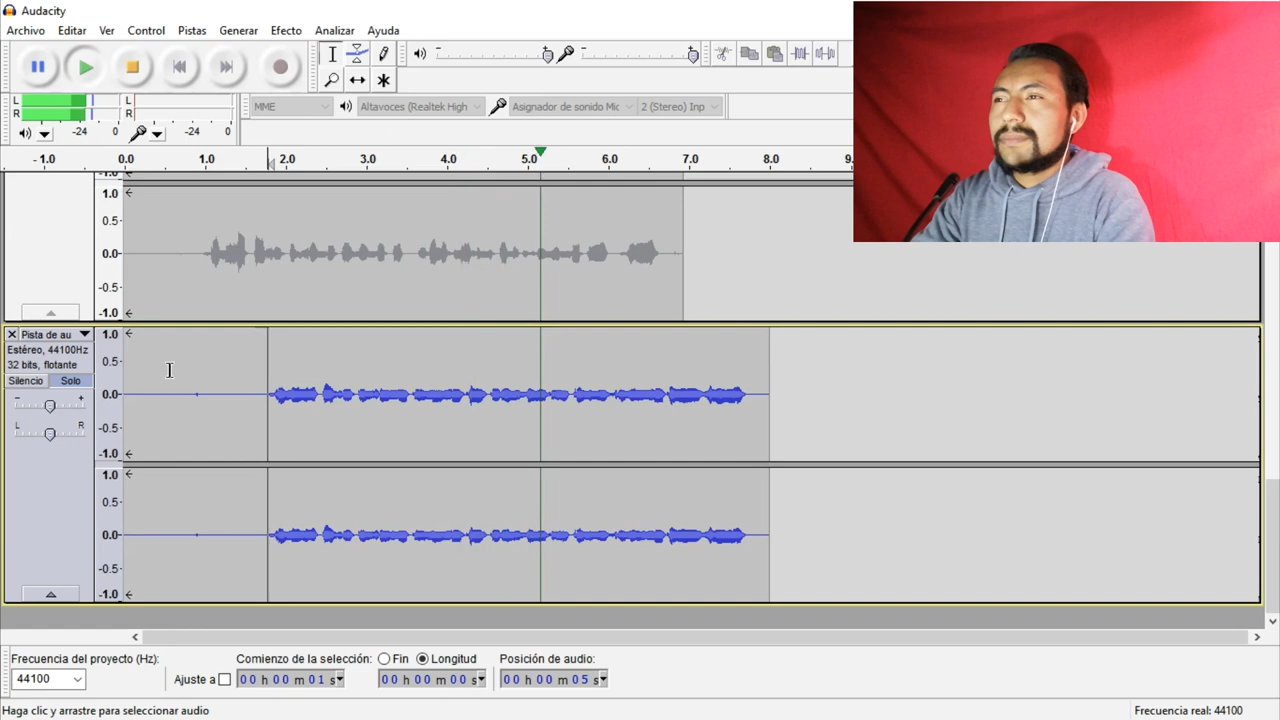 Audacity
Archivo Editar Ver Control Pistas Generar Efecto Analizar Ayuda
L L
R R
-24 0 -24 0
MME Altavoces (Realtek High Asignador de sonido Mic 2 (Stereo) Inp
-1.0 0.0 1.0 2.0 3.0 4.0 5.0 6.0 7.0 8.0 9.
-1.0
1.0
0.5
0.0
-0.5
-1.0
Pista de au 1.0
Estéreo, 44100Hz
32 bits, flotante 0.5
Silencio Solo
- + 0.0
L R -0.5
-1.0
1.0
0.5
0.0
-0.5
-1.0
Frecuencia del proyecto (Hz): Comienzo de la selección: Fin Longitud Posición de audio:
44100 Ajuste a 00 h 00 m 01 s 00 h 00 m 00 s 00 h 00 m 05 s
Haga clic y arrastre para seleccionar audio Frecuencia real: 44100